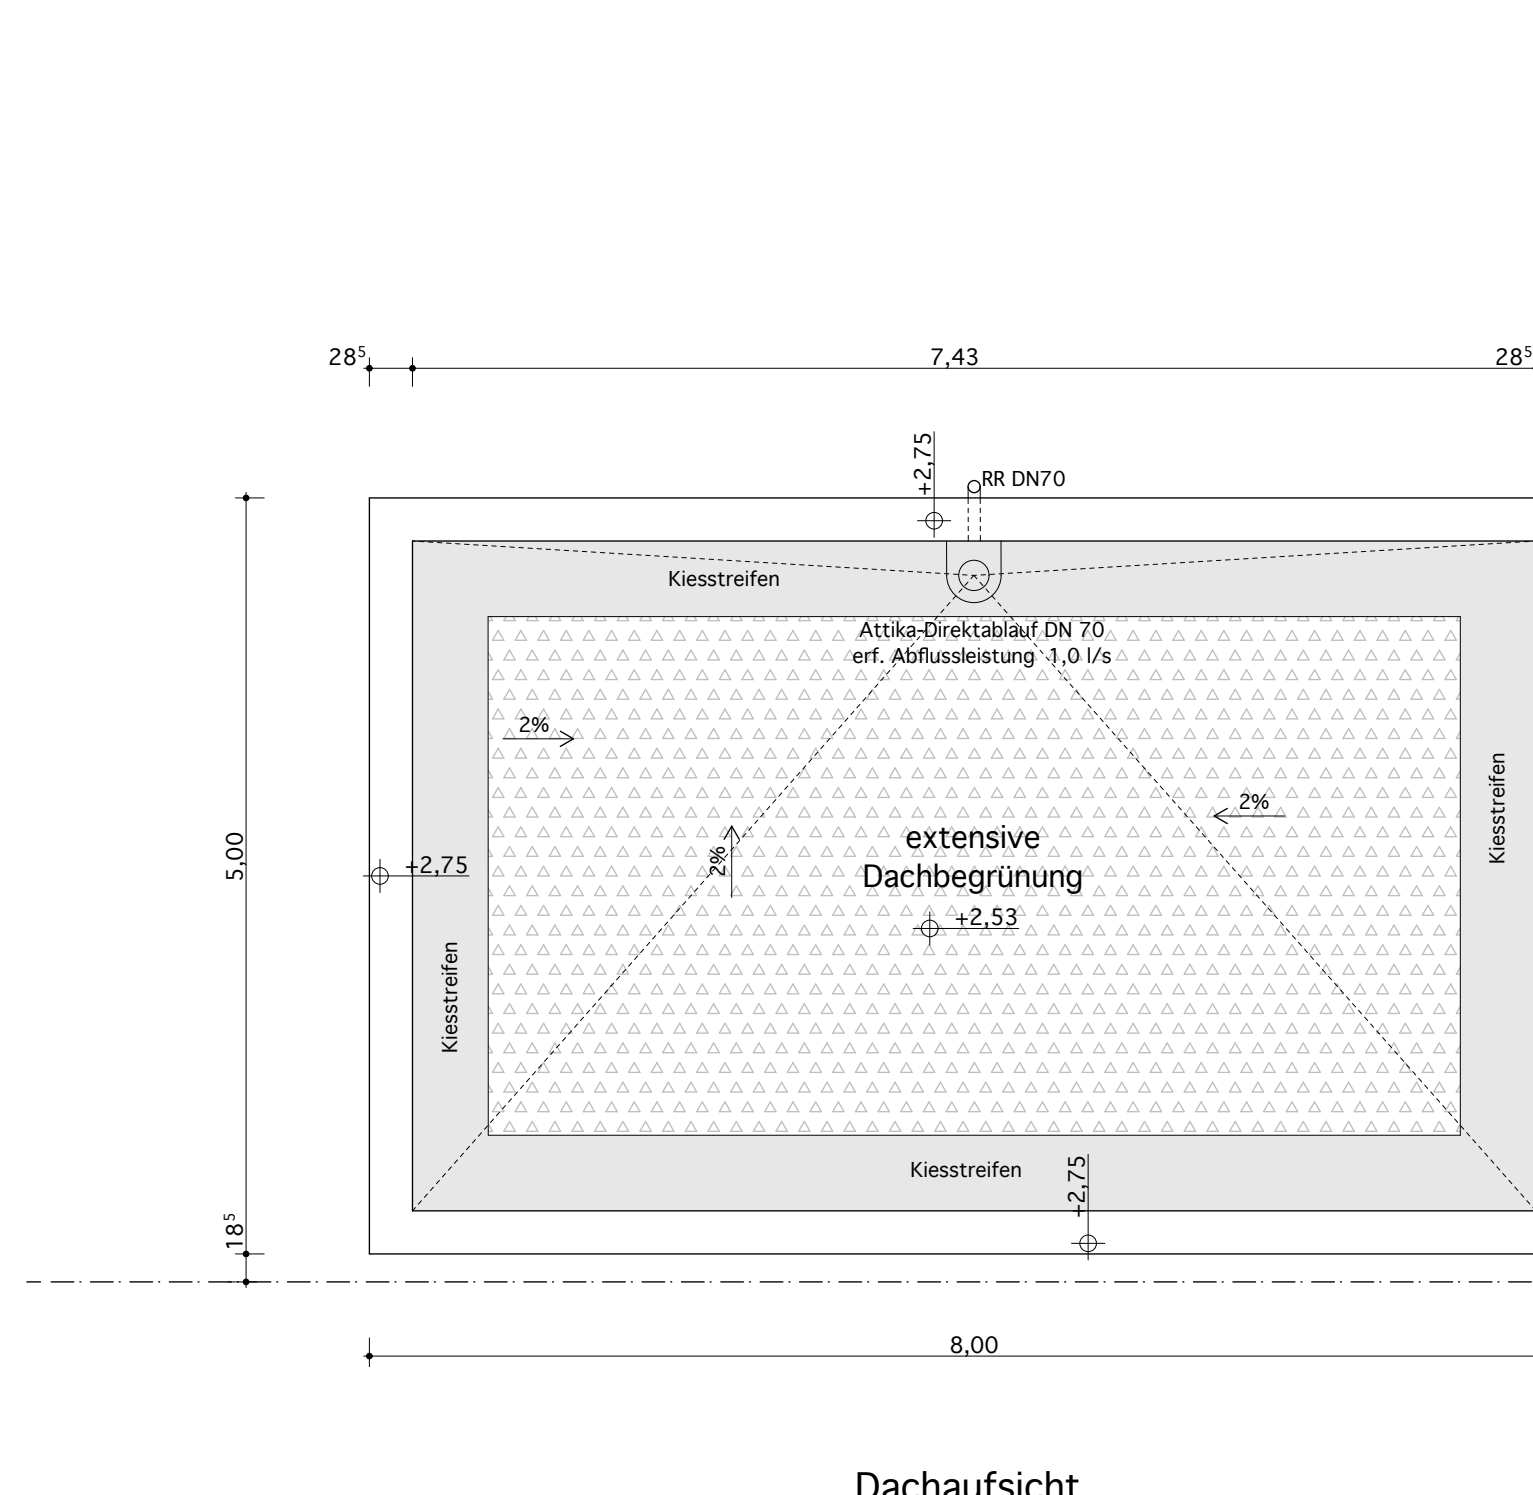 28⁵
7,43
28⁵
+2,75
RR DN70
Kiesstreifen
Attika-Direktablauf DN 70
erf. Abflussleistung 1,0 l/s
2%
2%
Kiesstreifen
extensive
Dachbegrünung
2%
5,00
+2,75
+2,53
Kiesstreifen
Kiesstreifen
+2,75
18⁵
8,00
Dachaufsicht